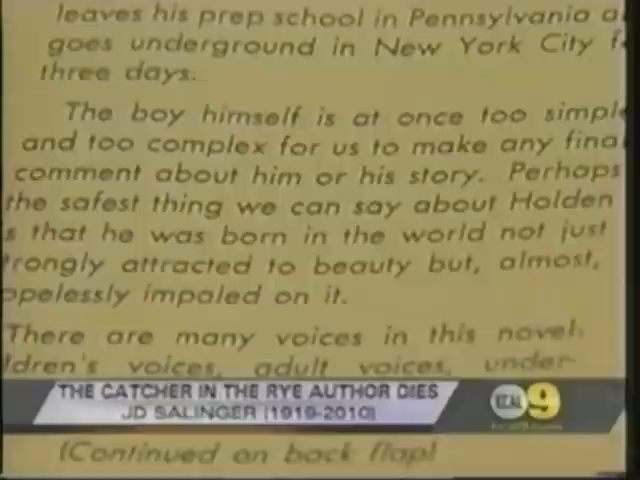 leaves his prep school in Pennsylvania a
goes underground in New York City f
three days.
The boy himself is at once too simple
and too complex for us to make any final
comment about him or his story. Perhaps
the safest thing we can say about Holden
s that he was born in the world not just
trongly attracted to beauty but, almost,
opelessly impaled on it.
There are many voices in this novel:
ldren's voices, adult voices, under-
THE CATCHER IN THE RYE AUTHOR DIES
JD SALINGER (1919-2010)
KCAL 9
(Continued on back flap)